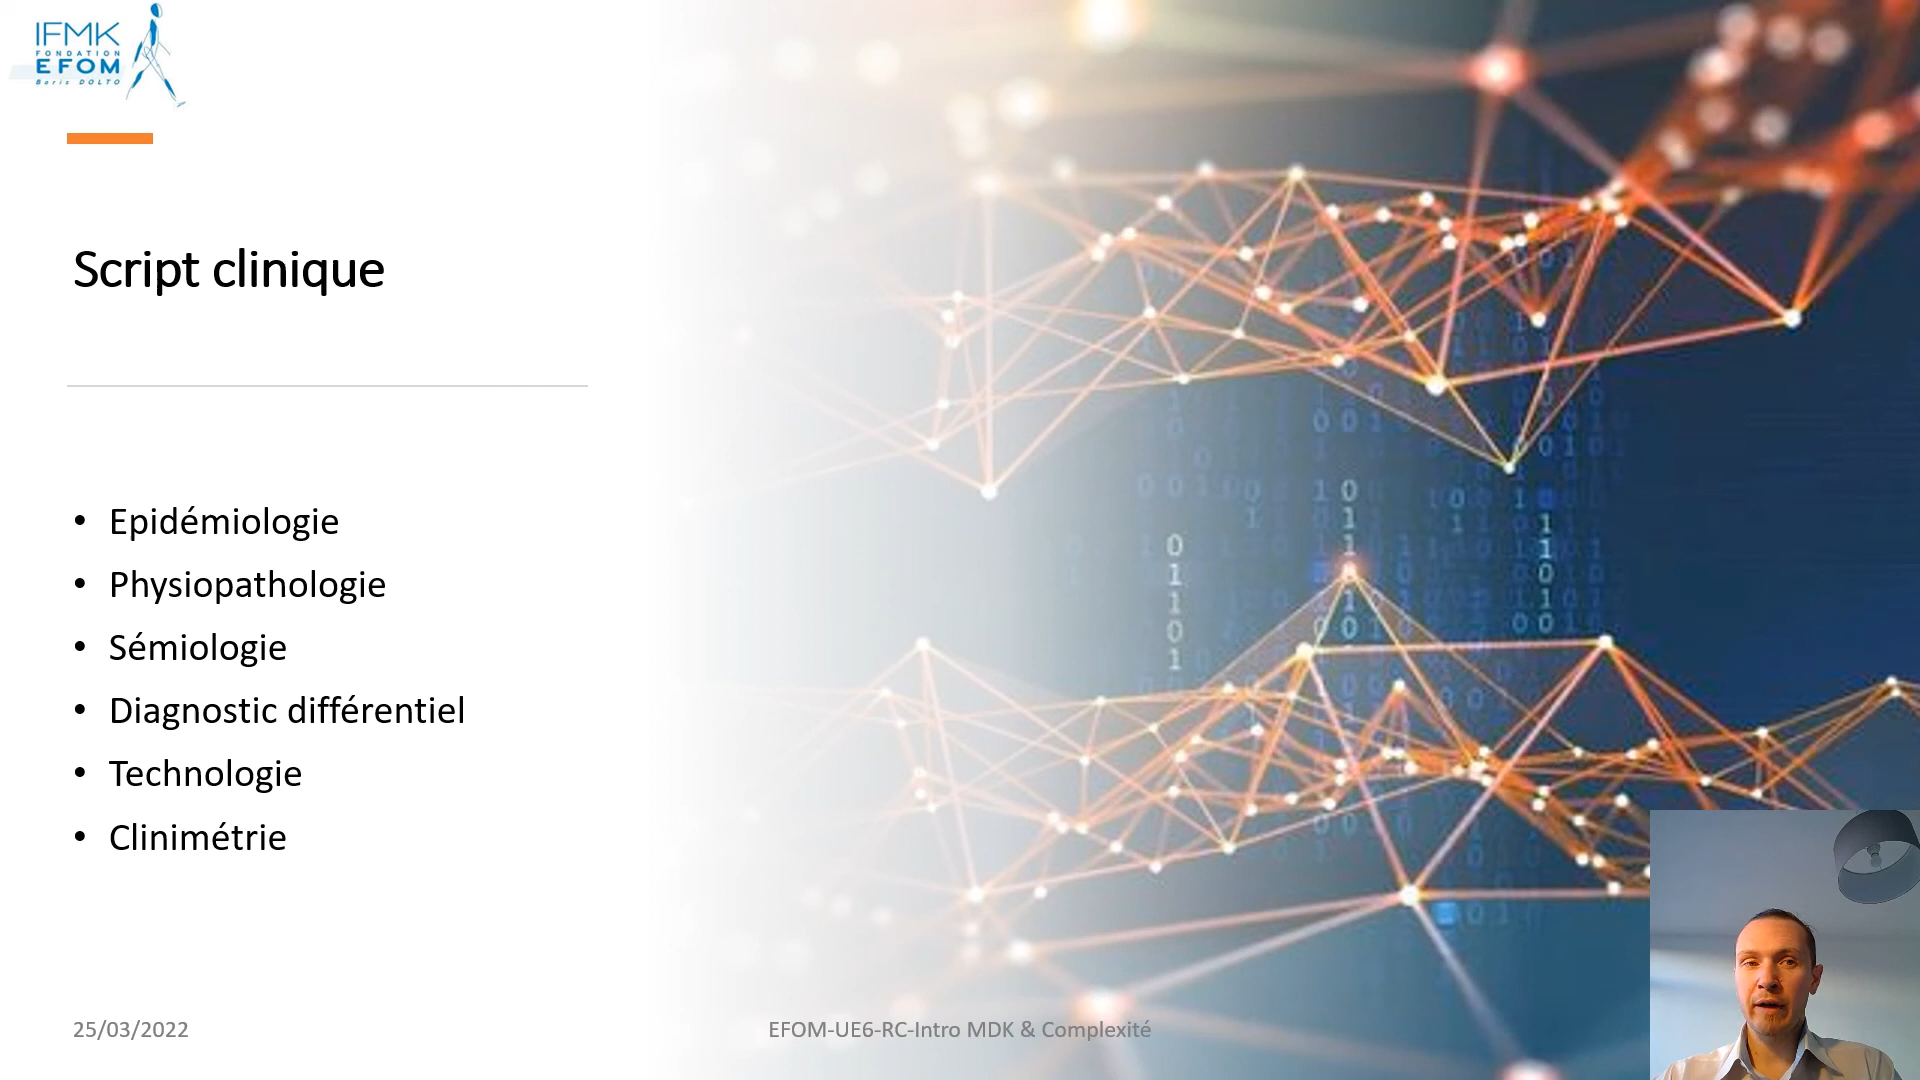 IFMK
FONDATION
EFOM
Boris DOLTO
Script clinique
• Epidémiologie
• Physiopathologie
• Sémiologie
• Diagnostic différentiel
• Technologie
• Clinimétrie
25/03/2022
EFOM-UE6-RC-Intro MDK & Complexité